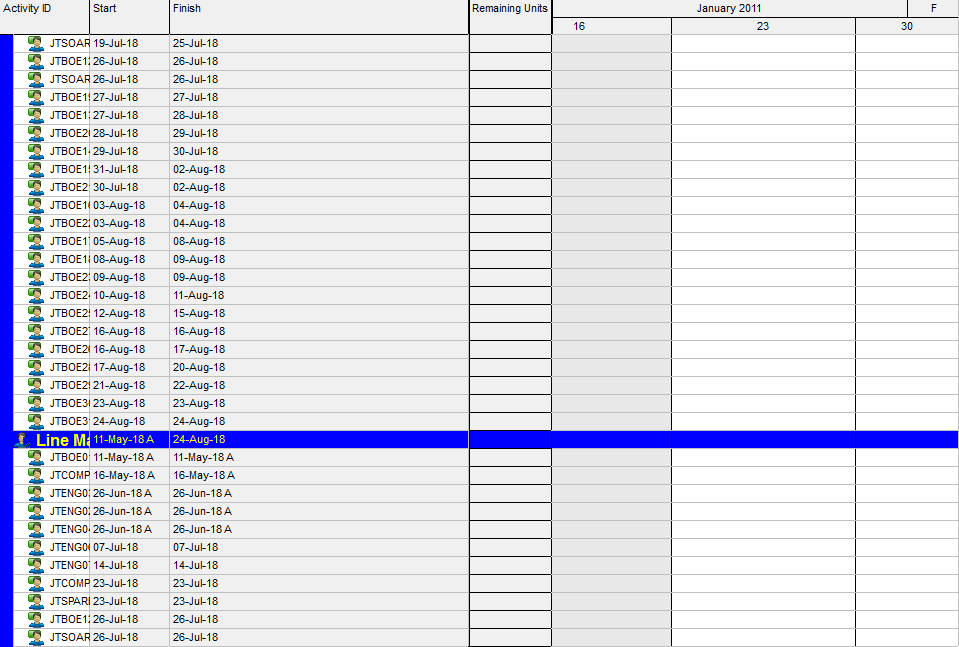 Activity ID Start Finish Remaining Units January 2011 F
16 23 30
JTSOAR 19-Jul-18 25-Jul-18
JTBOE1 26-Jul-18 26-Jul-18
JTSOAR 26-Jul-18 26-Jul-18
JTBOE1 27-Jul-18 27-Jul-18
JTBOE1 27-Jul-18 28-Jul-18
JTBOE2 28-Jul-18 29-Jul-18
JTBOE1 29-Jul-18 30-Jul-18
JTBOE1 31-Jul-18 02-Aug-18
JTBOE2 30-Jul-18 02-Aug-18
JTBOE1 03-Aug-18 04-Aug-18
JTBOE2 03-Aug-18 04-Aug-18
JTBOE1 05-Aug-18 08-Aug-18
JTBOE1 08-Aug-18 09-Aug-18
JTBOE2 09-Aug-18 09-Aug-18
JTBOE2 10-Aug-18 11-Aug-18
JTBOE2 12-Aug-18 15-Aug-18
JTBOE2 16-Aug-18 16-Aug-18
JTBOE2 16-Aug-18 17-Aug-18
JTBOE2 17-Aug-18 20-Aug-18
JTBOE2 21-Aug-18 22-Aug-18
JTBOE3 23-Aug-18 23-Aug-18
JTBOE3 24-Aug-18 24-Aug-18
Line Ma 11-May-18 A 24-Aug-18
JTBOE0 11-May-18 A 11-May-18 A
JTCOMP 16-May-18 A 16-May-18 A
JTENG0 26-Jun-18 A 26-Jun-18 A
JTENG0 26-Jun-18 A 26-Jun-18 A
JTENG0 26-Jun-18 A 26-Jun-18 A
JTENG0 07-Jul-18 07-Jul-18
JTENG0 14-Jul-18 14-Jul-18
JTCOMP 23-Jul-18 23-Jul-18
JTSPAR 23-Jul-18 23-Jul-18
JTBOE1 26-Jul-18 26-Jul-18
JTSOAR 26-Jul-18 26-Jul-18